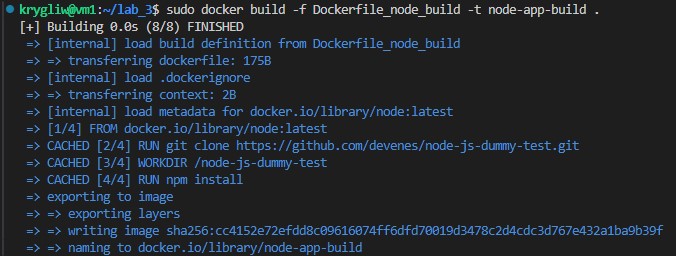 krygliw@vm1:~/lab_3$ sudo docker build -f Dockerfile_node_build -t node-app-build .
[+] Building 0.0s (8/8) FINISHED
=> [internal] load build definition from Dockerfile_node_build
=> => transferring dockerfile: 175B
=> [internal] load .dockerignore
=> => transferring context: 2B
=> [internal] load metadata for docker.io/library/node:latest
=> [1/4] FROM docker.io/library/node:latest
=> CACHED [2/4] RUN git clone https://github.com/devenes/node-js-dummy-test.git
=> CACHED [3/4] WORKDIR /node-js-dummy-test
=> CACHED [4/4] RUN npm install
=> exporting to image
=> => exporting layers
=> => writing image sha256:cc4152e72efdd8c09616074ff6dfd70019d3478c2d4cdc3d767e432a1ba9b39f
=> => naming to docker.io/library/node-app-build